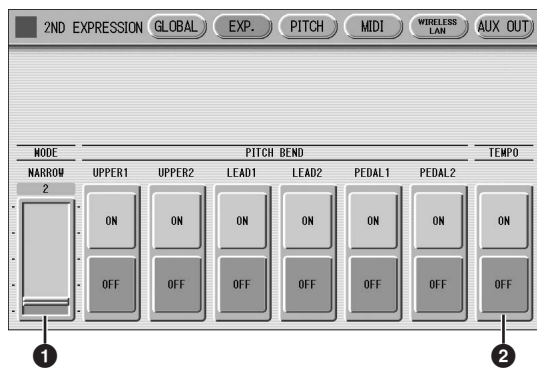 2ND EXPRESSION GLOBAL EXP. PITCH MIDI WIRELESS LAN AUX OUT
MODE PITCH BEND TEMPO
NARROW UPPER1 UPPER2 LEAD1 LEAD2 PEDAL1 PEDAL2
2
ON ON ON ON ON ON ON
OFF OFF OFF OFF OFF OFF OFF
1 2